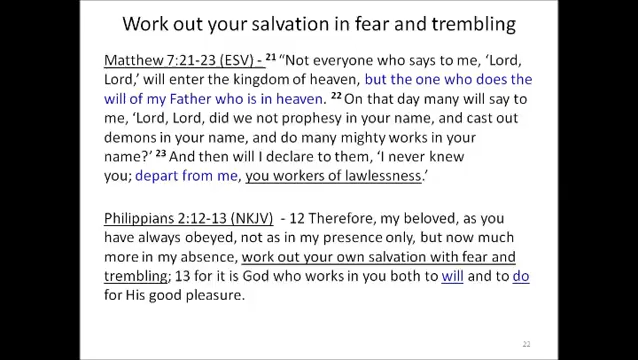 Work out your salvation in fear and trembling
Matthew 7:21-23 (ESV) - 21 “Not everyone who says to me, ‘Lord,
Lord,’ will enter the kingdom of heaven, but the one who does the
will of my Father who is in heaven. 22 On that day many will say to
me, ‘Lord, Lord, did we not prophesy in your name, and cast out
demons in your name, and do many mighty works in your
name?’ 23 And then will I declare to them, ‘I never knew
you; depart from me, you workers of lawlessness.’
Philippians 2:12-13 (NKJV) - 12 Therefore, my beloved, as you
have always obeyed, not as in my presence only, but now much
more in my absence, work out your own salvation with fear and
trembling; 13 for it is God who works in you both to will and to do
for His good pleasure.
22